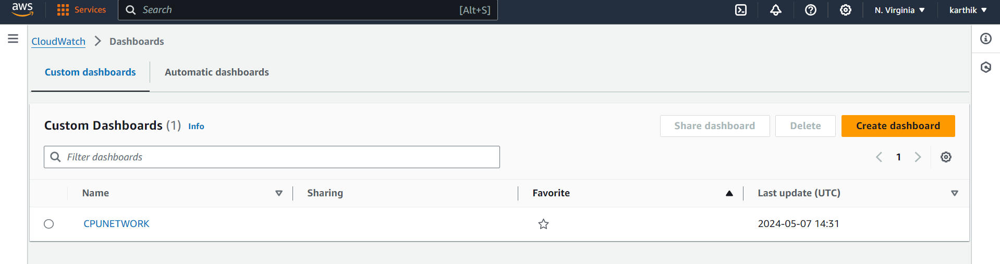 aws
Services
Search [Alt+S]
N. Virginia
karthik
CloudWatch Dashboards
Custom dashboards
Automatic dashboards
Custom Dashboards (1) Info
Share dashboard
Delete
Create dashboard
Filter dashboards
1
Name Sharing Favorite Last update (UTC)
CPUNETWORK 2024-05-07 14:31